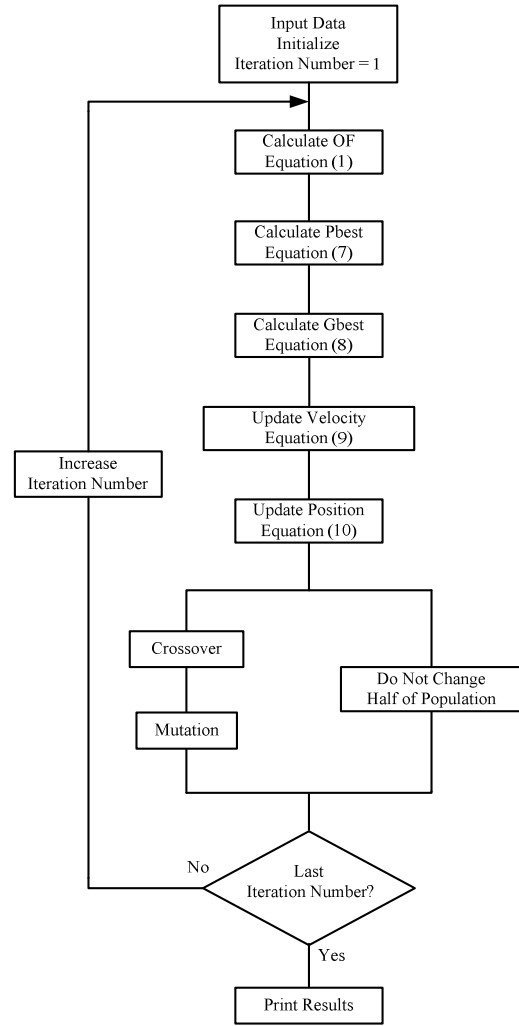 Input Data
Initialize
Iteration Number = 1
Calculate OF
Equation (1)
Calculate Pbest
Equation (7)
Calculate Gbest
Equation (8)
Update Velocity
Equation (9)
Increase
Iteration Number
Update Position
Equation (10)
Crossover
Do Not Change
Half of Population
Mutation
No
Last
Iteration Number?
Yes
Print Results